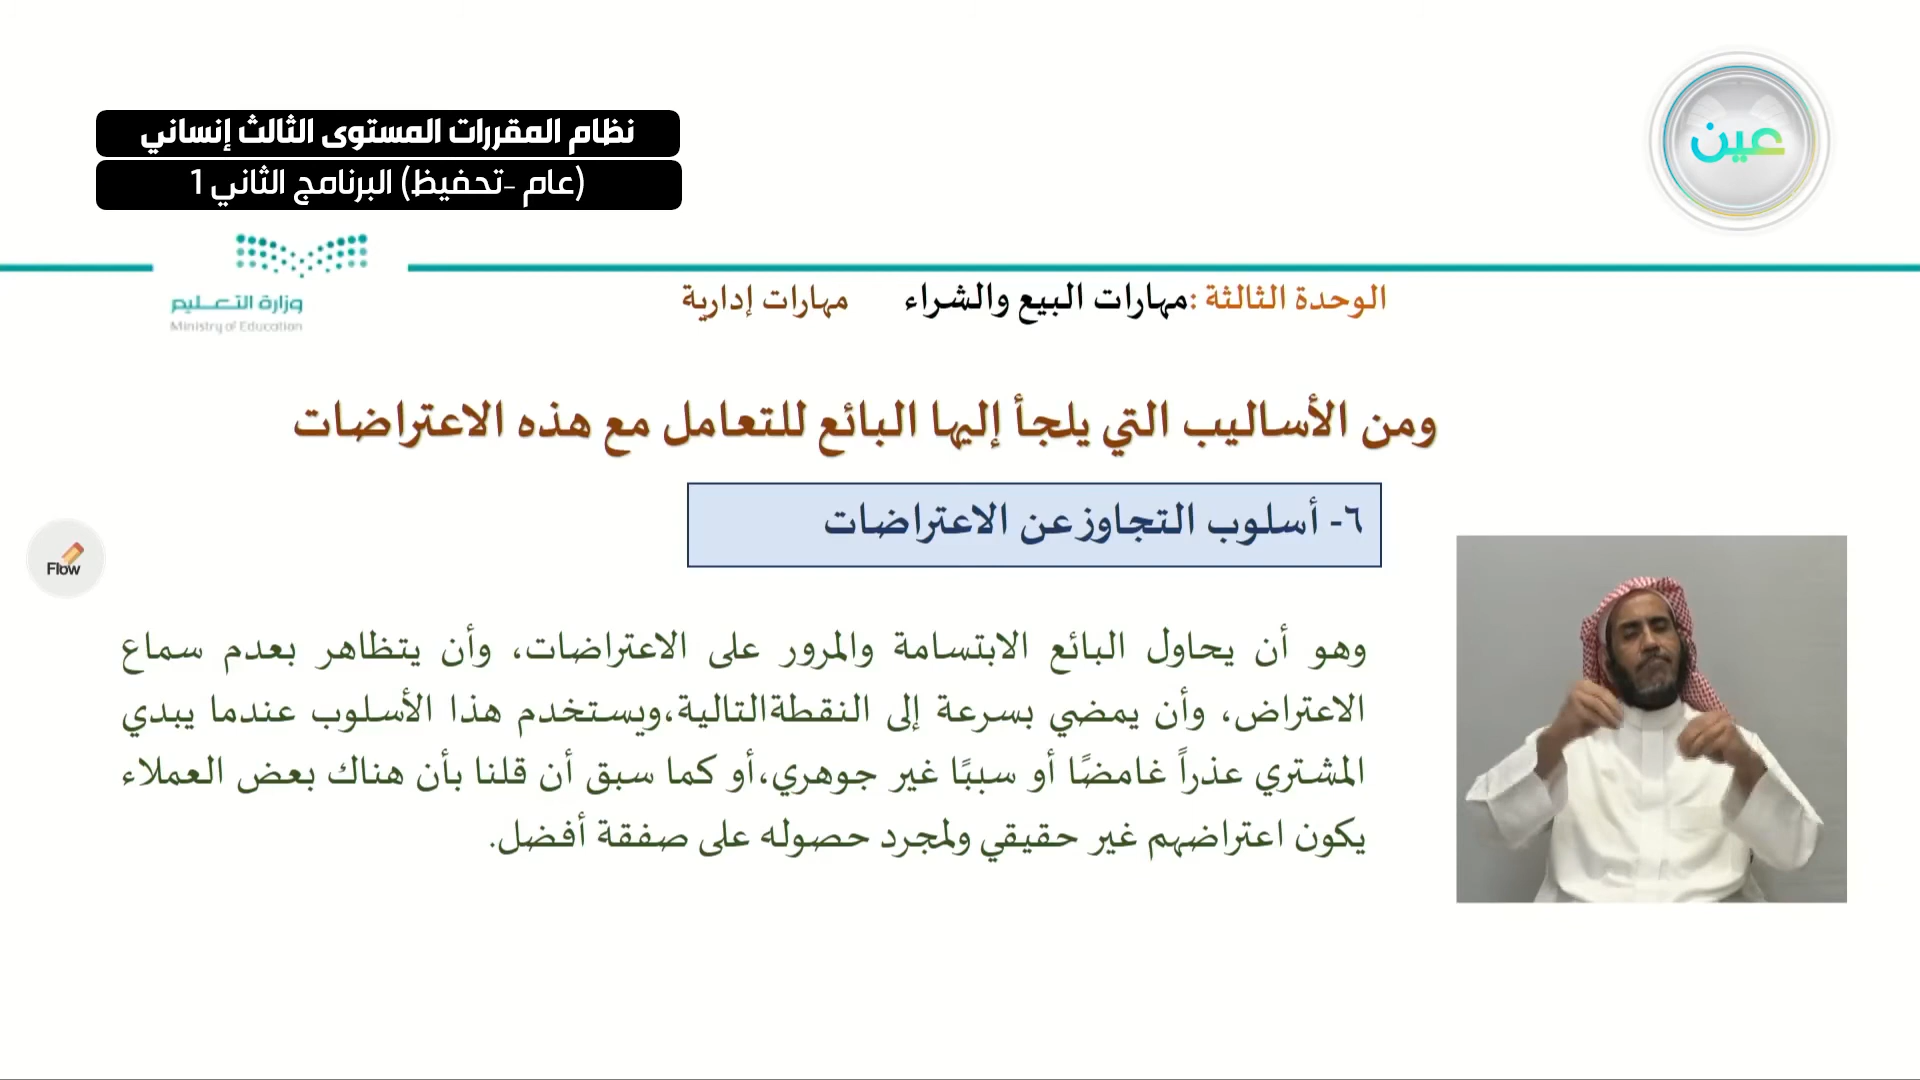 نظام المقررات المستوى الثالث إنساني
(عام -تحفيظ) البرنامج الثاني 1
عين
وزارة التعليم
Ministry of Education
الوحدة الثالثة :مهارات البيع والشراء مهارات إدارية
ومن الأساليب التي يلجأ إليها البائع للتعامل مع هذه الاعتراضات
٦- أسلوب التجاوز عن الاعتراضات
Flow
وهو أن يحاول البائع الابتسامة والمرور على الاعتراضات، وأن يتظاهر بعدم سماع
الاعتراض، وأن يمضي بسرعة إلى النقطةالتالية،ويستخدم هذا الأسلوب عندما يبدي
المشتري عذراً غامضًا أو سببًا غير جوهري،أو كما سبق أن قلنا بأن هناك بعض العملاء
يكون اعتراضهم غير حقيقي ولمجرد حصوله على صفقة أفضل.